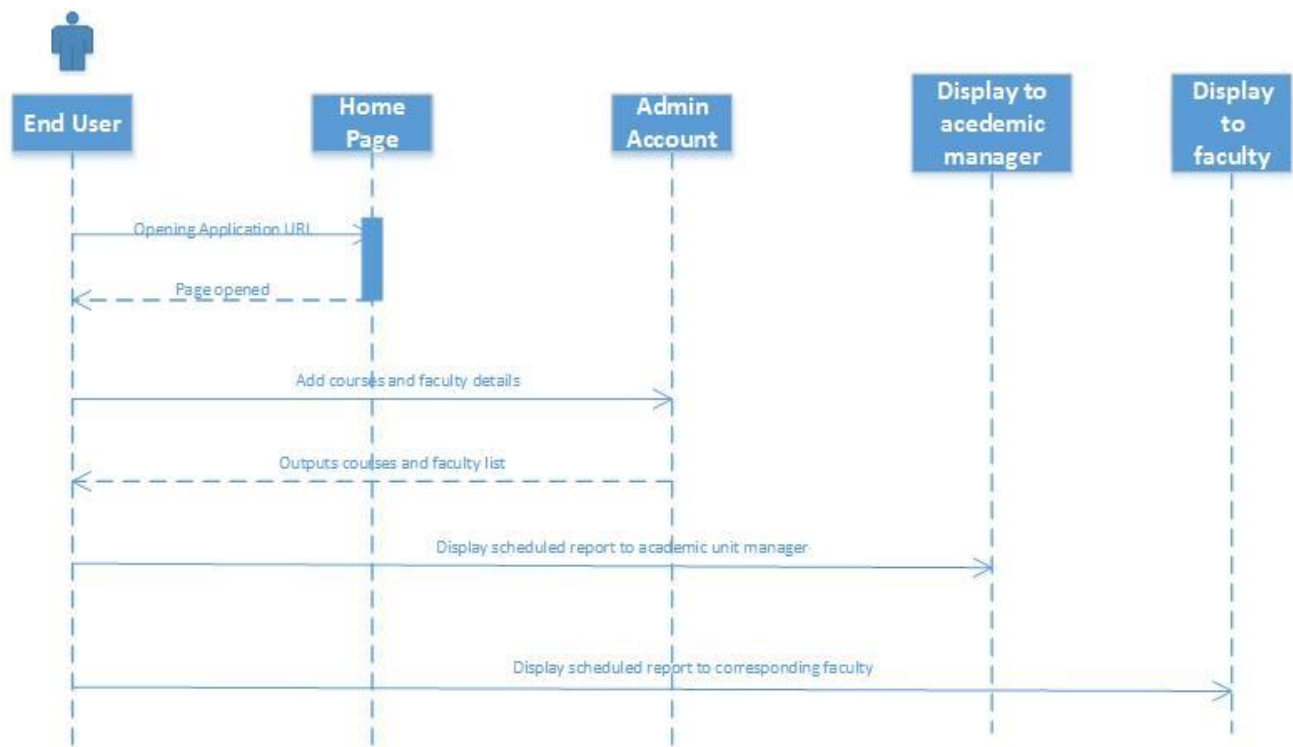 End User
Home
Page
Admin
Account
Display to
acedemic
manager
Display
to
faculty
Opening Application URL
Page opened
Add courses and faculty details
Outputs courses and faculty list
Display scheduled report to academic unit manager
Display scheduled report to corresponding faculty